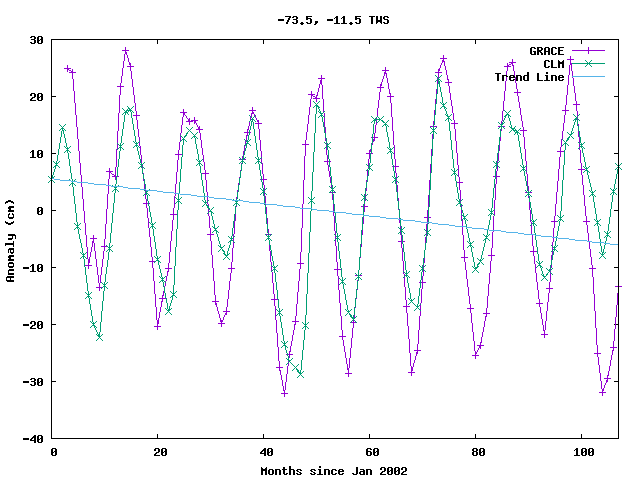 -73.5, -11.5 TWS
GRACE
CLM
Trend Line
30
20
10
0
-10
-20
-30
-40
Anomaly (cm)
0 20 40 60 80 100
Months since Jan 2002